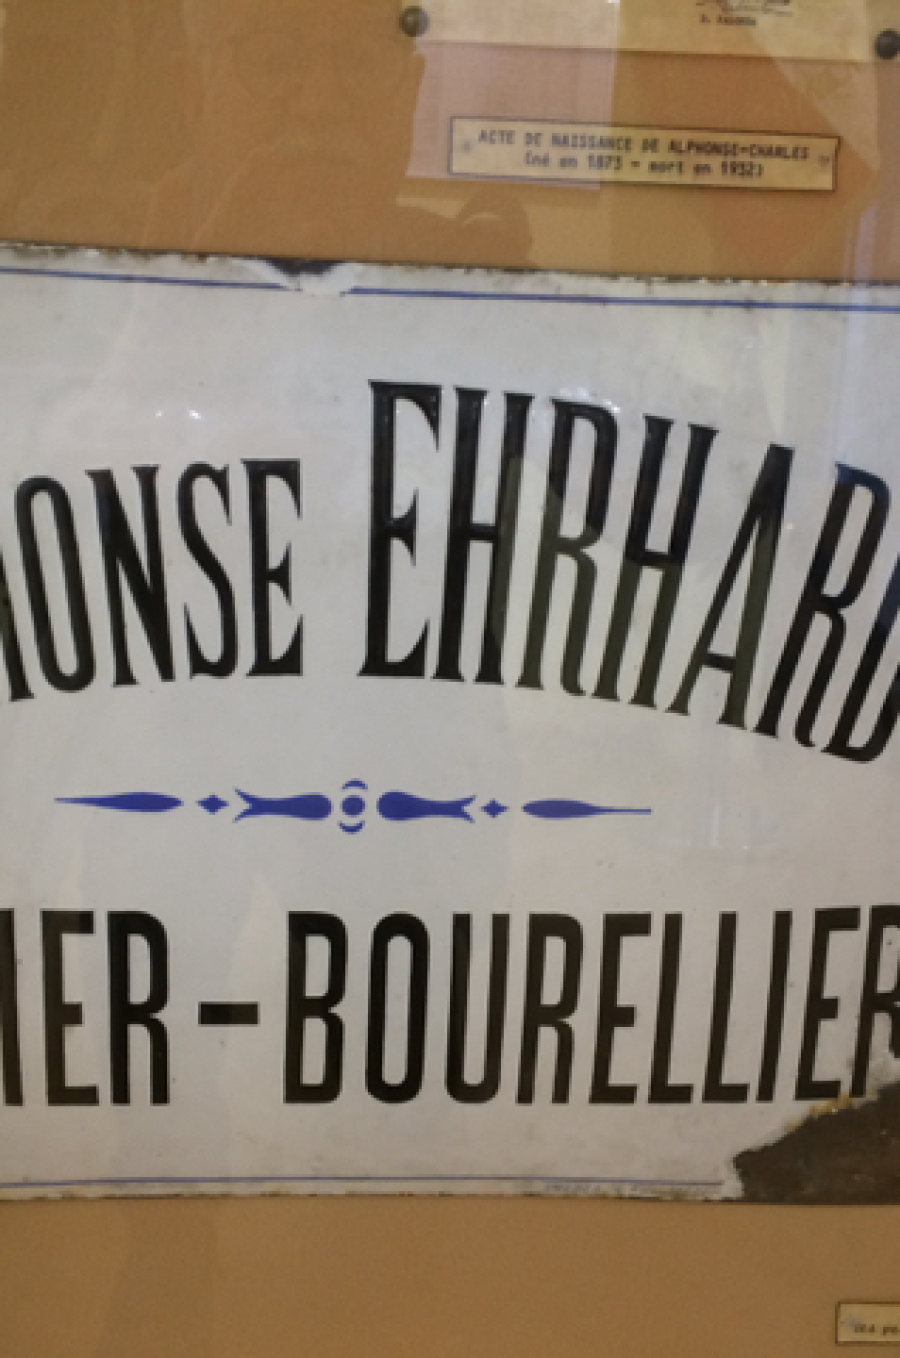 ACTE DE NAISSANCE DE ALPHONSE-CHARLES
(né en 1873 - mort en 1932)
HONSE EHRHARD
IER-BOURELLIER